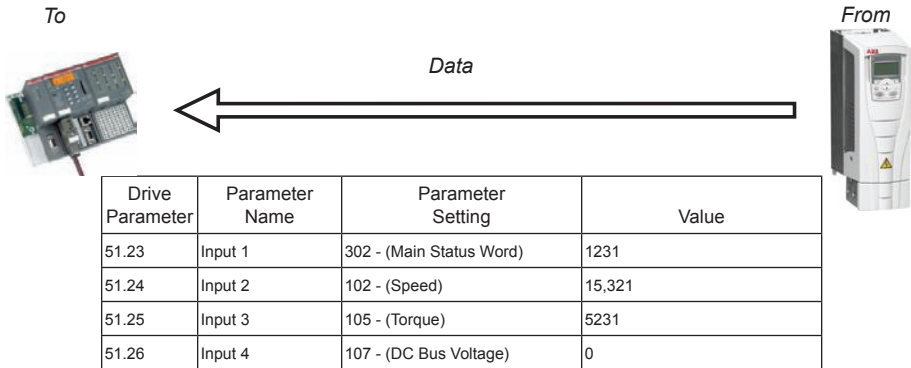 To
From
Data
ABB
Drive Parameter
Parameter Name
Parameter Setting
Value
51.23 Input 1 302 - (Main Status Word) 1231
51.24 Input 2 102 - (Speed) 15,321
51.25 Input 3 105 - (Torque) 5231
51.26 Input 4 107 - (DC Bus Voltage) 0